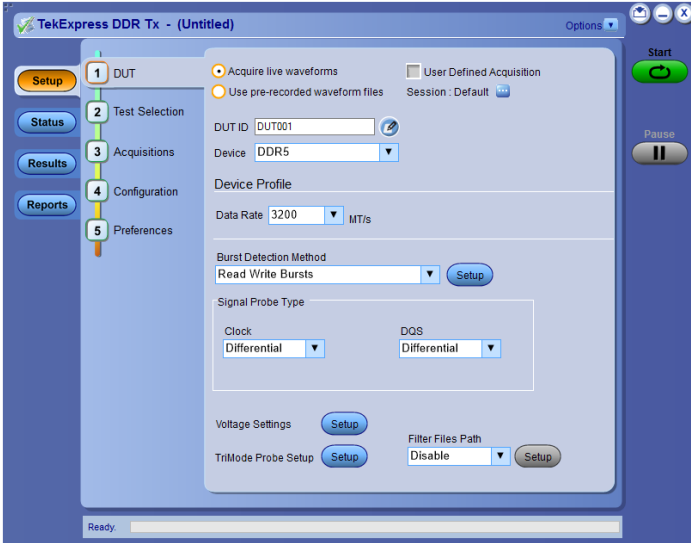 TekExpress DDR Tx - (Untitled)
Options
Start
Pause
Setup
Status
Results
Reports
1 DUT
2 Test Selection
3 Acquisitions
4 Configuration
5 Preferences
Acquire live waveforms
User Defined Acquisition
Use pre-recorded waveform files
Session : Default
DUT ID DUT001
Device DDR5
Device Profile
Data Rate 3200 MT/s
Burst Detection Method
Read Write Bursts Setup
Signal Probe Type
Clock DQS
Differential Differential
Voltage Settings Setup
Filter Files Path
TriMode Probe Setup Setup Disable Setup
Ready.